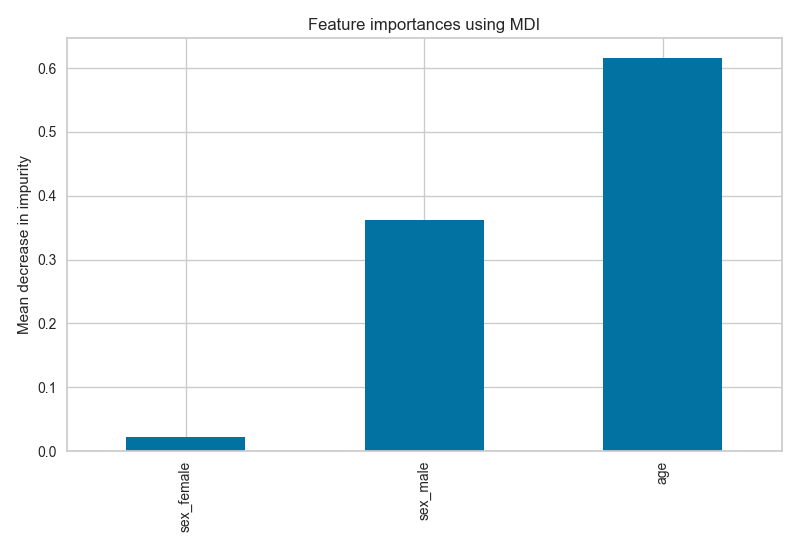 Feature importances using MDI
Mean decrease in impurity
0.6
0.5
0.4
0.3
0.2
0.1
0.0
sex_female
sex_male
age